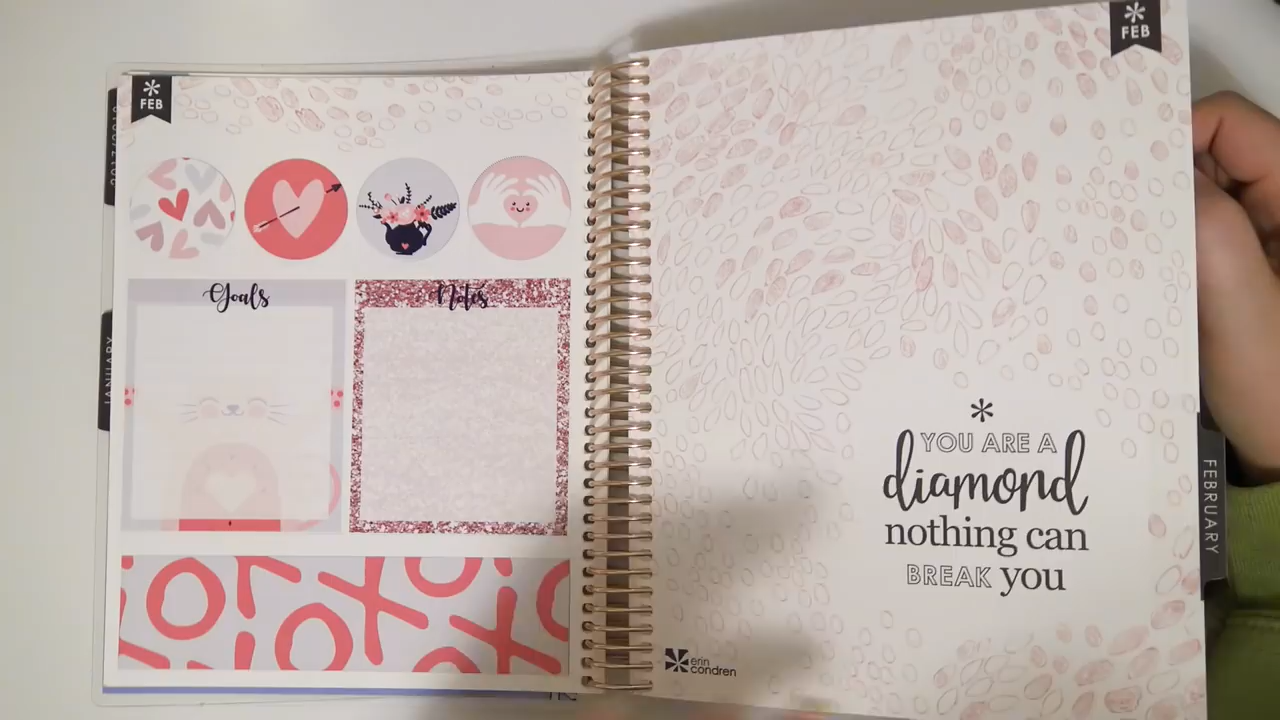 FEB
Goals
Notes
JANUARY
FEB
YOU ARE A
diamond
nothing can
BREAK you
erin
condren
FEBRUARY